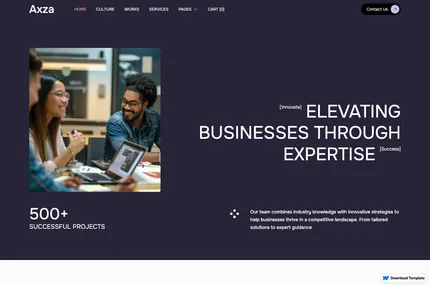 Axza
HOME CULTURE WORKS SERVICES PAGES CART (0)
Contact Us
[Innovate] ELEVATING
BUSINESSES THROUGH
EXPERTISE [Success]
500+
SUCCESSFUL PROJECTS
Our team combines industry knowledge with innovative strategies to
help businesses thrive in a competitive landscape. From tailored
solutions to expert guidance
Download Template